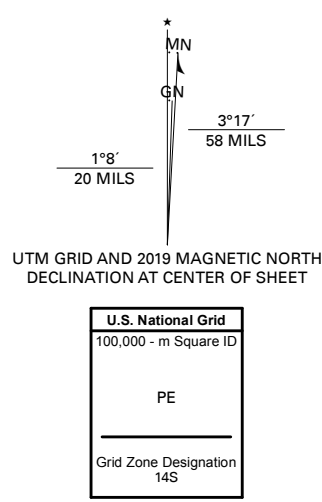 ★
MN
GN
3°17´
58 MILS
1°8´
20 MILS
UTM GRID AND 2019 MAGNETIC NORTH
DECLINATION AT CENTER OF SHEET
U.S. National Grid
100,000 - m Square ID
PE
Grid Zone Designation
14S